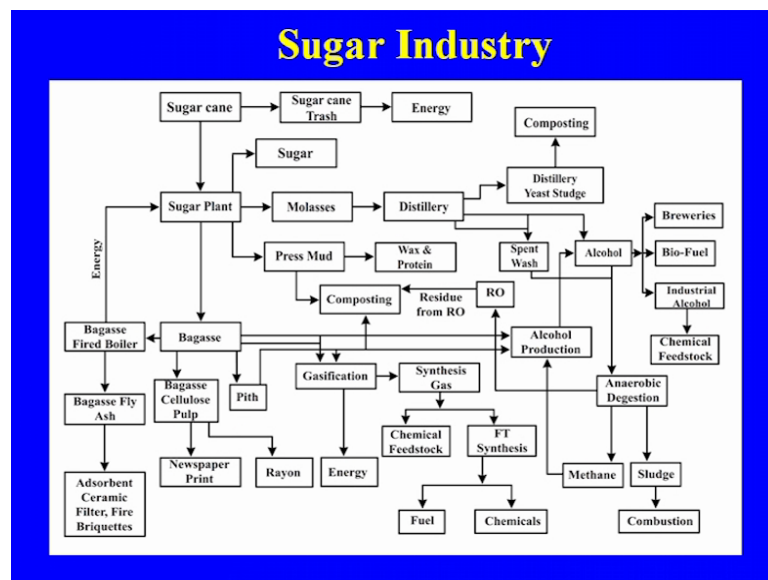 Sugar Industry
Sugar cane
Sugar cane
Trash
Energy
Composting
Sugar
Distillery
Yeast Studge
Sugar Plant
Molasses
Distillery
Breweries
Energy
Press Mud
Wax &
Protein
Spent
Wash
Alcohol
Bio-Fuel
Composting
Residue
from RO
RO
Industrial
Alcohol
Bagasse
Fired Boiler
Bagasse
Alcohol
Production
Chemical
Feedstock
Gasification
Synthesis
Gas
Anaerobic
Degestion
Bagasse Fly
Ash
Bagasse
Cellulose
Pulp
Pith
Chemical
Feedstock
FT
Synthesis
Newspaper
Print
Rayon
Energy
Methane
Sludge
Adsorbent
Ceramic
Filter, Fire
Briquettes
Fuel
Chemicals
Combustion